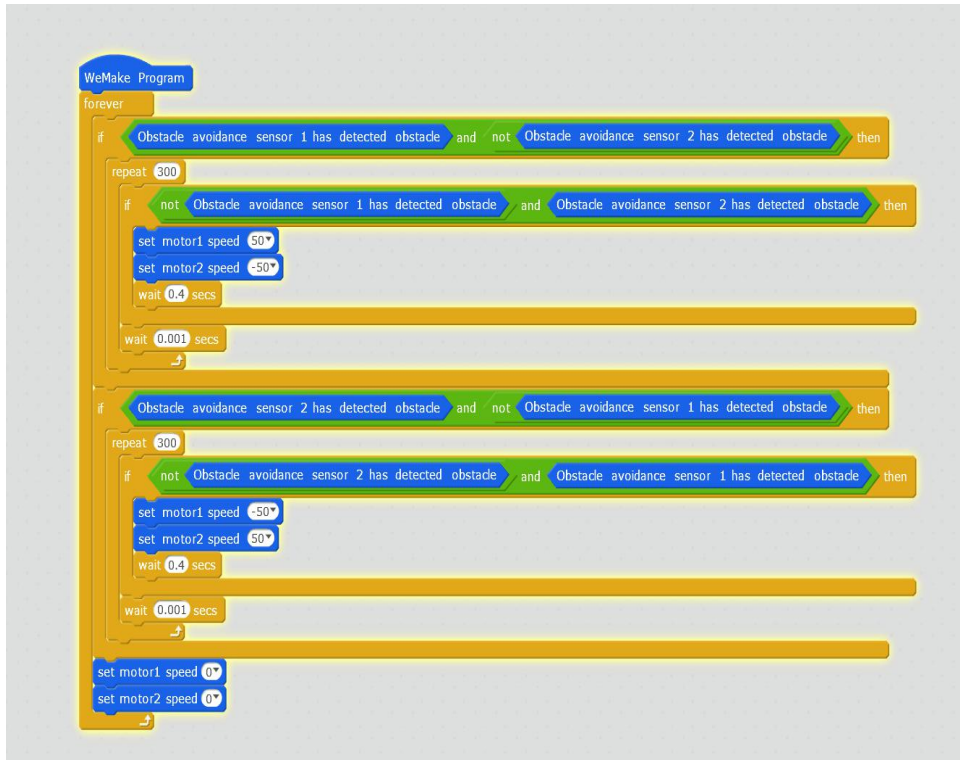 WeMake Program
forever
if Obstacle avoidance sensor 1 has detected obstacle and not Obstacle avoidance sensor 2 has detected obstacle then
repeat 300
if not Obstacle avoidance sensor 1 has detected obstacle and Obstacle avoidance sensor 2 has detected obstacle then
set motor1 speed 50
set motor2 speed -50
wait 0.4 secs
wait 0.001 secs
if Obstacle avoidance sensor 2 has detected obstacle and not Obstacle avoidance sensor 1 has detected obstacle then
repeat 300
if not Obstacle avoidance sensor 2 has detected obstacle and Obstacle avoidance sensor 1 has detected obstacle then
set motor1 speed -50
set motor2 speed 50
wait 0.4 secs
wait 0.001 secs
set motor1 speed 0
set motor2 speed 0